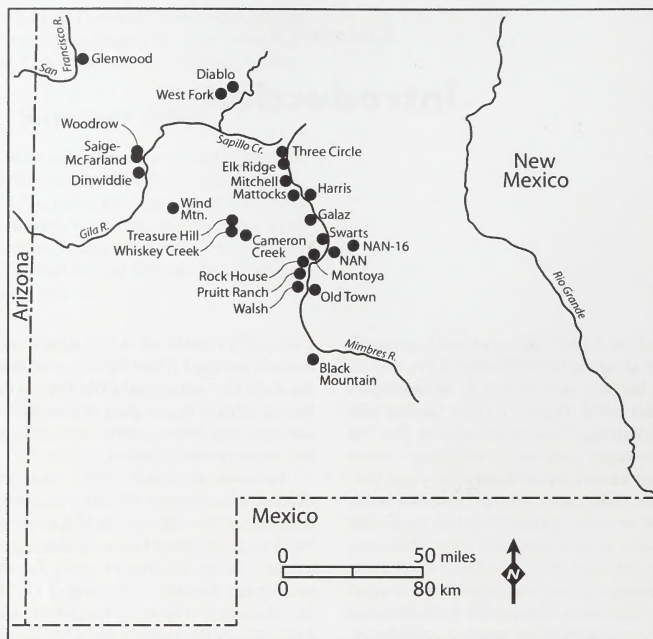 San
Francisco R.
Glenwood
Diablo
West Fork
Woodrow
Saige-
McFarland
Dinwiddie
Sapillo Cr.
Three Circle
Elk Ridge
Mitchell
Mattocks
Harris
Galaz
Swarts
NAN-16
NAN
Wind
Mtn.
Treasure Hill
Whiskey Creek
Cameron
Creek
Montoya
Rock House
Pruitt Ranch
Walsh
Old Town
Gila R.
Arizona
New
Mexico
Rio Grande
Mimbres R.
Black
Mountain
Mexico
0 50 miles
0 80 km
N